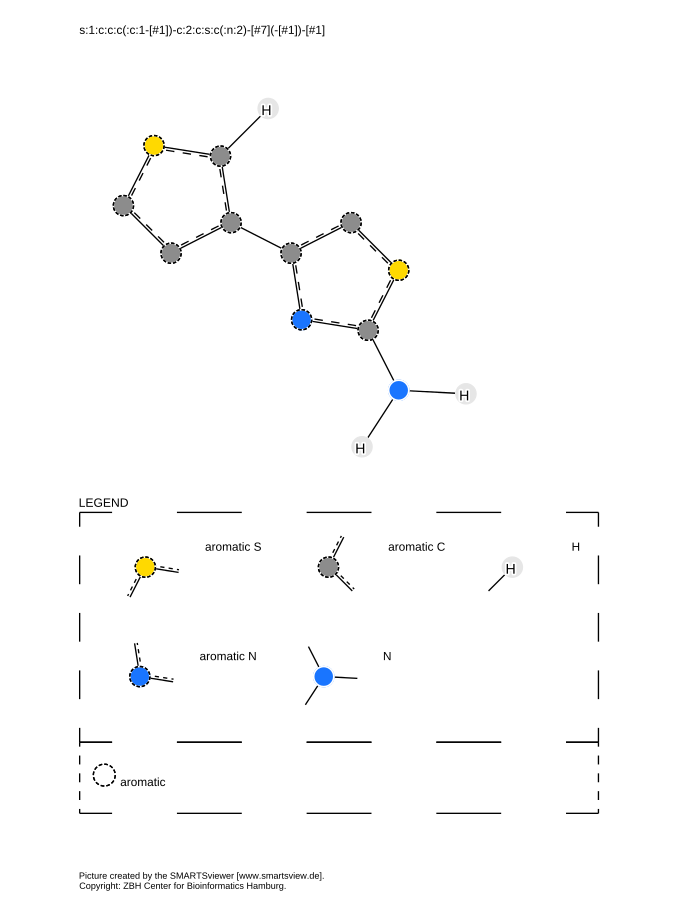 s:1:c:c:c(:c:1-[#1])-c:2:c:s:c(:n:2)-[#7](-[#1])-[#1]
H
H
H
LEGEND
aromatic S
aromatic C
H
H
aromatic N
N
aromatic
Picture created by the SMARTSviewer [www.smartsview.de].
Copyright: ZBH Center for Bioinformatics Hamburg.